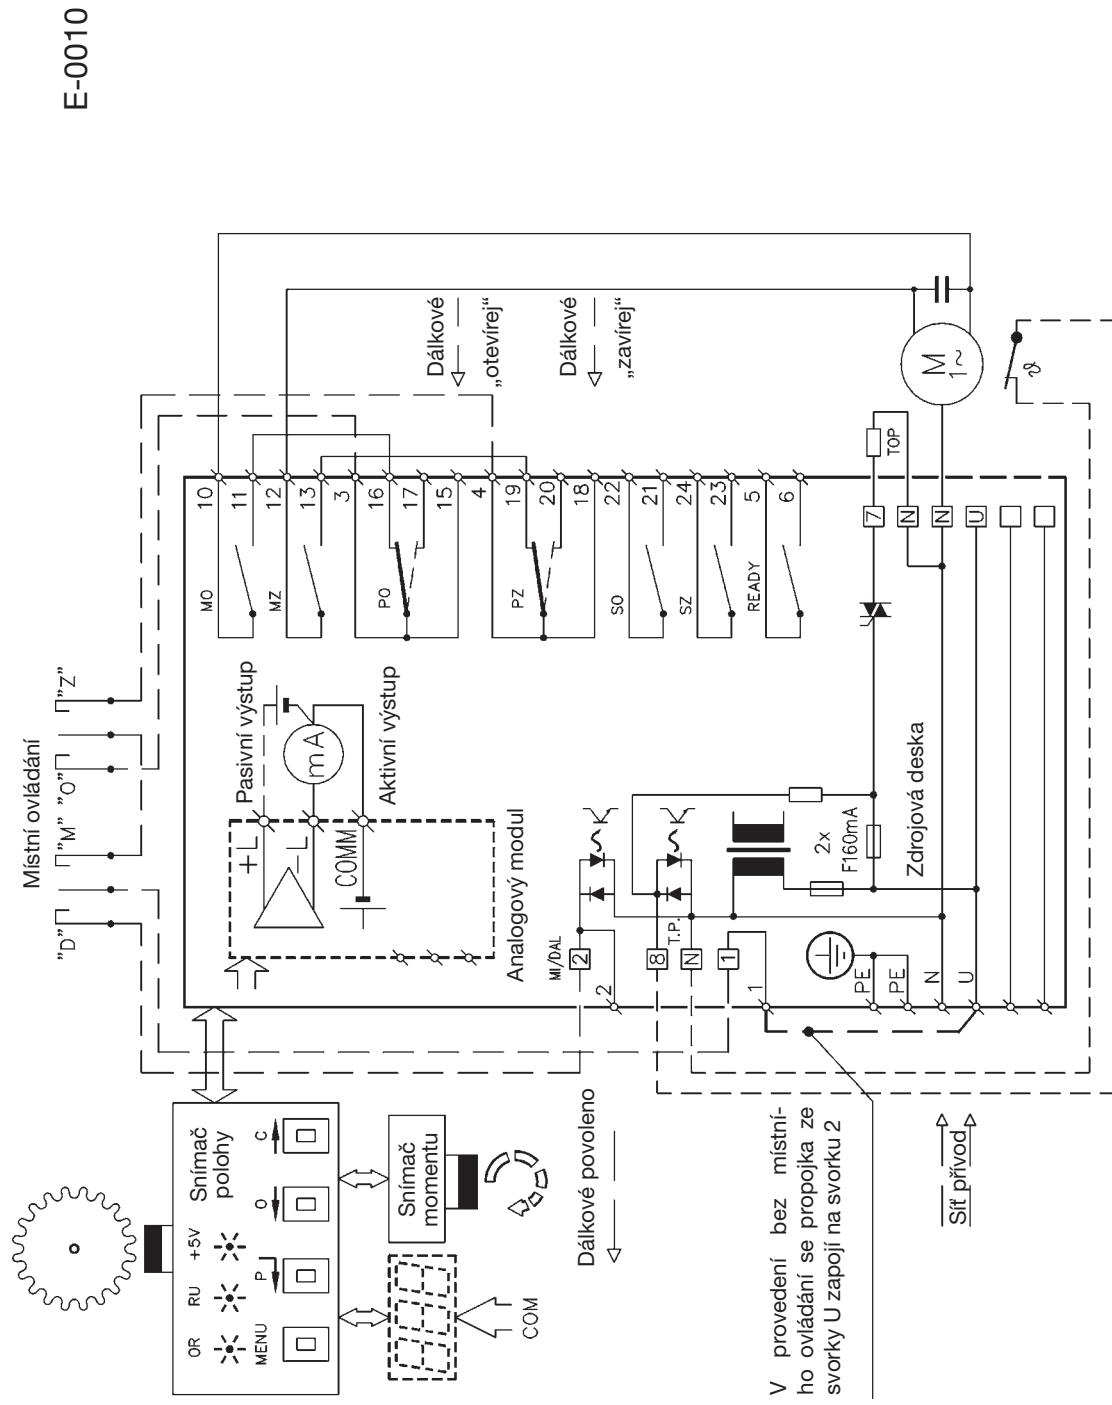 E-0010
Místní ovládání
"D"
"M"
"O"
"Z"
OR
RU
+5V
Snímač
polohy
MENU
P
O
C
Snímač
momentu
COM
Analogový modul
+L
-L
COMM
mA
Pasivní výstup
Aktivní výstup
MO
MZ
PO
PZ
SO
SZ
READY
10
11
12
13
3
16
17
15
4
19
20
18
22
21
24
23
5
6
Dálkové
„otevírej“
Dálkové
„zavírej“
Dálkové povoleno
MI/DAL
2
2
8
T.P.
N
1
1
PE
PE
N
U
2x
F160mA
Zdrojová deska
7
N
N
U
TOP
M
1~
ϑ
V provedení bez místní-
ho ovládání se propojka ze
svorky U zapojí na svorku 2
Síť přívod